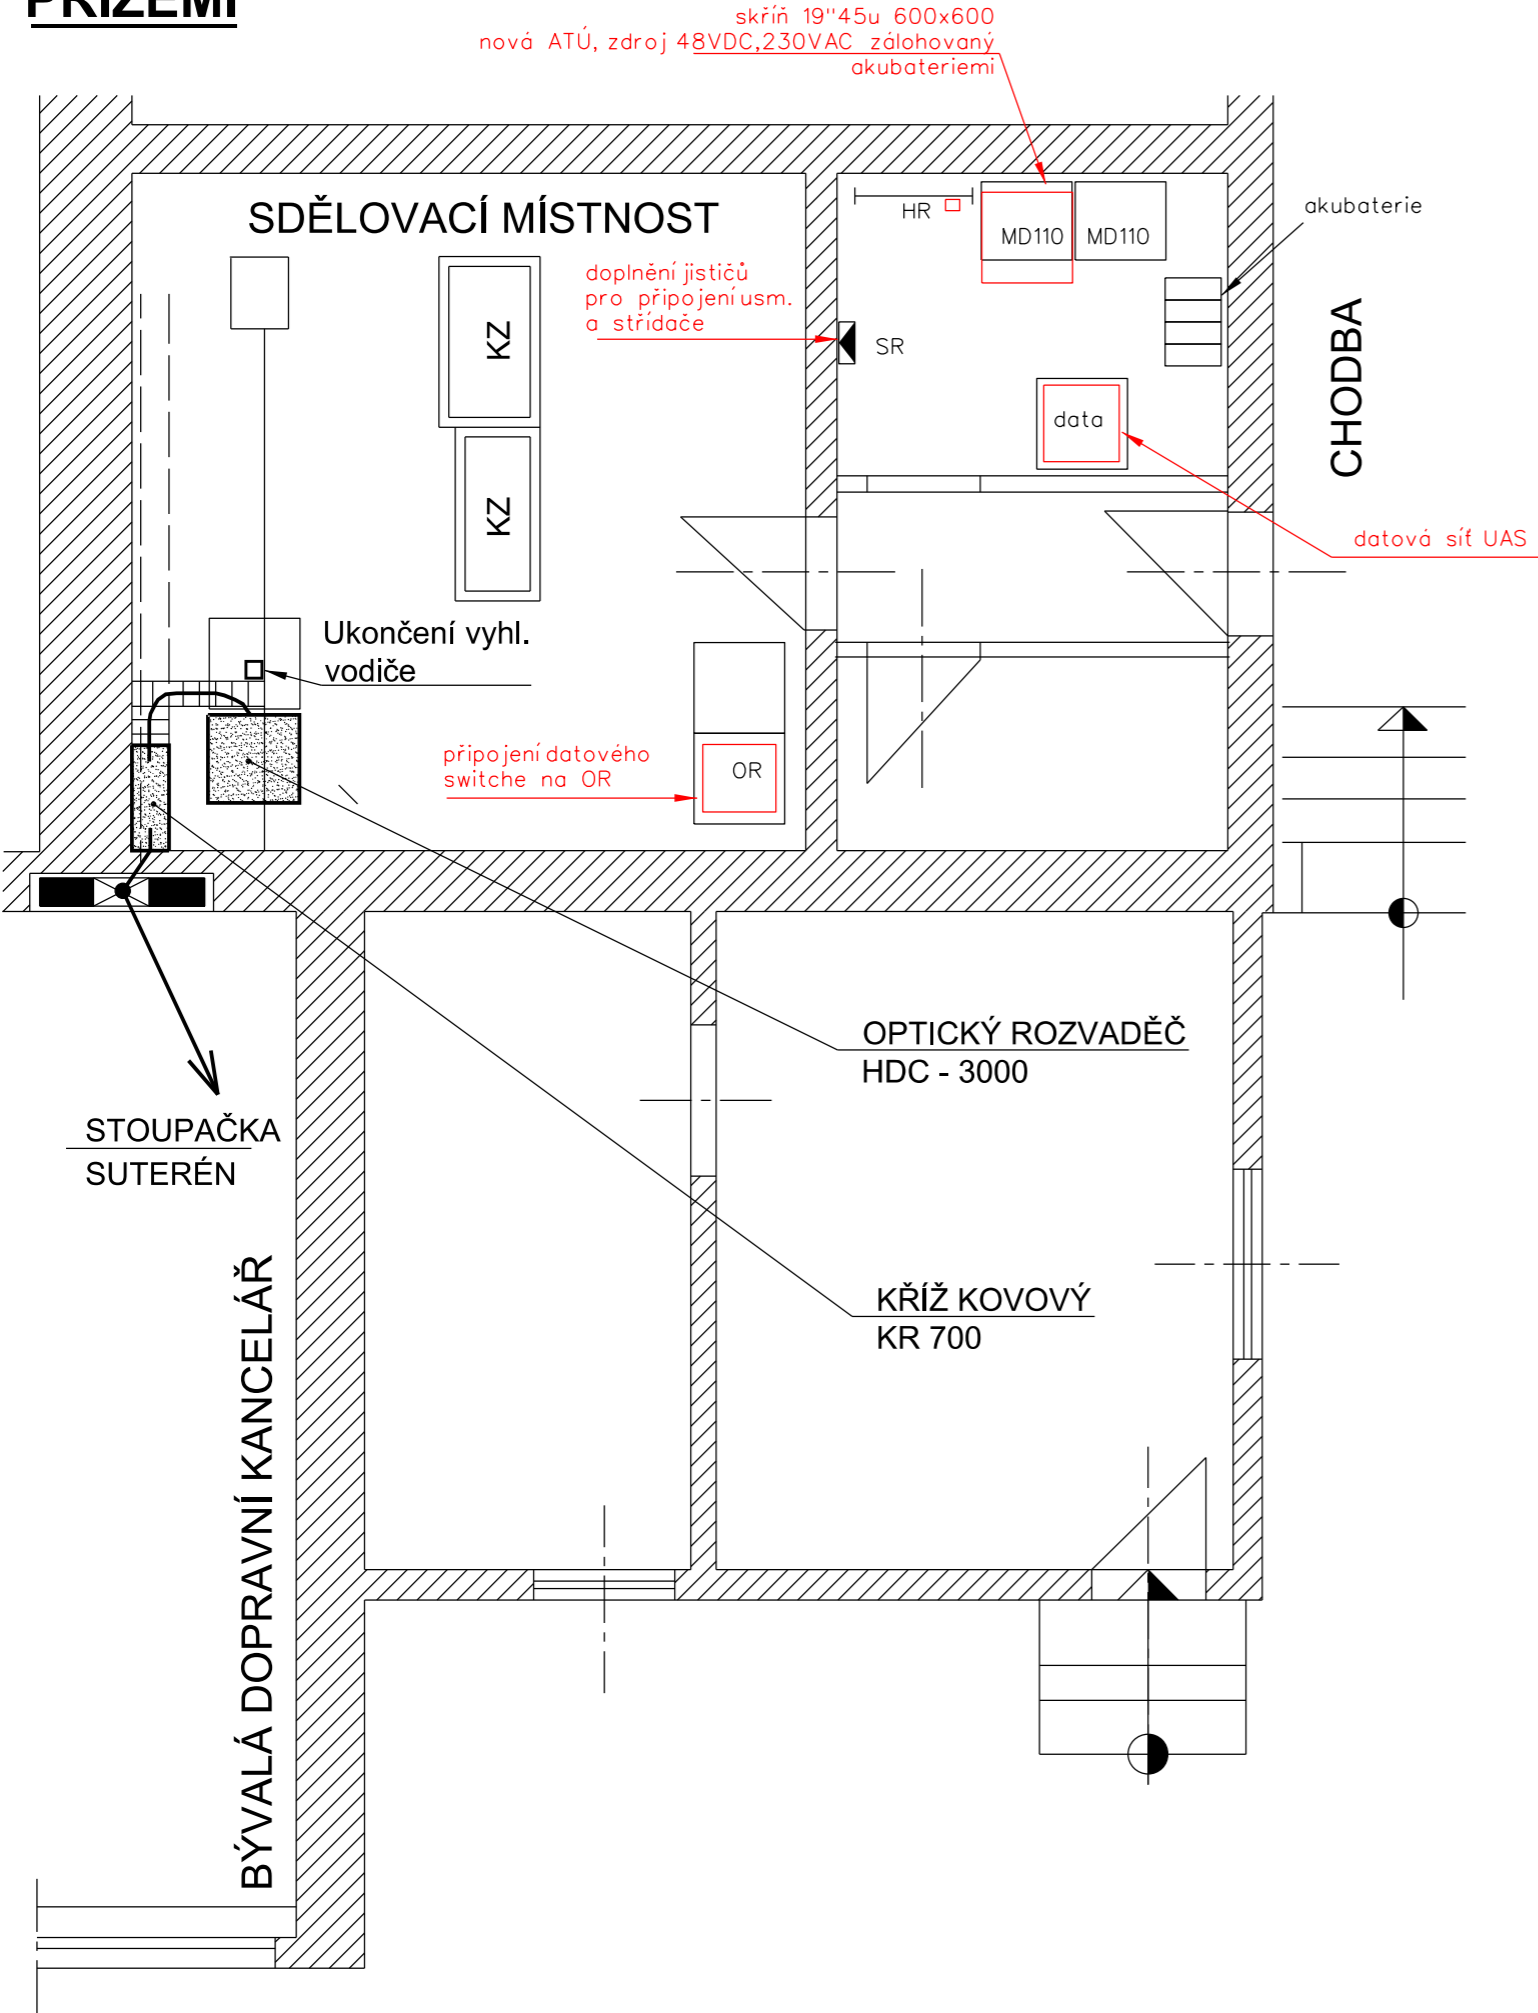 PŘÍZEMÍ
skříň 19"45u 600x600
nová ATÚ, zdroj 48VDC,230VAC zálohovaný
akubateriemi
SDĚLOVACÍ MÍSTNOST
HR
MD110
MD110
akubaterie
doplnění jističů
pro připojení usm.
a střídače
SR
KZ
KZ
data
CHODBA
datová síť UAS
Ukončení vyhl.
vodiče
připojení datového
switche na OR
OR
OPTICKÝ ROZVADĚČ
HDC - 3000
STOUPAČKA
SUTERÉN
KŘÍŽ KOVOVÝ
KR 700
BÝVALÁ DOPRAVNÍ KANCELÁŘ